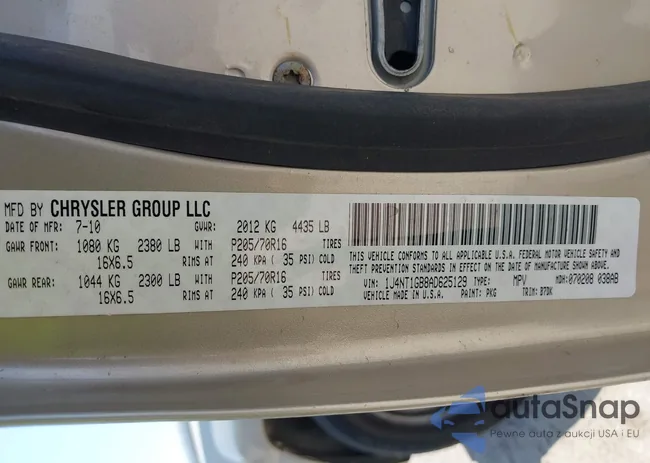 MFD BY CHRYSLER GROUP LLC
DATE OF MFR: 7-10 GVWR: 2012 KG 4435 LB
GAWR FRONT: 1080 KG 2380 LB WITH P205/70R16 TIRES
16X6.5 RIMS AT 240 KPA ( 35 PSI) COLD
GAWR REAR: 1044 KG 2300 LB WITH P205/70R16 TIRES
16X6.5 RIMS AT 240 KPA ( 35 PSI) COLD
THIS VEHICLE CONFORMS TO ALL APPLICABLE U.S.A. FEDERAL MOTOR VEHICLE SAFETY AND
THEFT PREVENTION STANDARDS IN EFFECT ON THE DATE OF MANUFACTURE SHOWN ABOVE.
VIN: 1J4NT1GB8AD625129 TYPE: MPV MDH: 070208 038AB
MADE IN U.S.A. PAINT: PKG TRIM: B7DK
autoSnap
Pewne auto z aukcji USA i EU